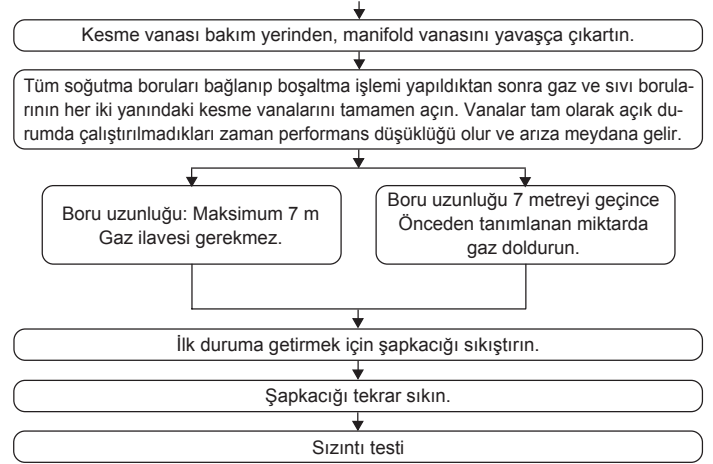 Kesme vanası bakım yerinden, manifold vanasını yavaşça çıkartın.
Tüm soğutma boruları bağlanıp boşaltma işlemi yapıldıktan sonra gaz ve sıvı borula-
rının her iki yanındaki kesme vanalarını tamamen açın. Vanalar tam olarak açık du-
rumda çalıştırılmadıkları zaman performans düşüklüğü olur ve arıza meydana gelir.
Boru uzunluğu: Maksimum 7 m
Gaz ilavesi gerekmez.
Boru uzunluğu 7 metreyi geçince
Önceden tanımlanan miktarda
gaz doldurun.
İlk duruma getirmek için şapkacığı sıkıştırın.
Şapkacığı tekrar sıkın.
Sızıntı testi